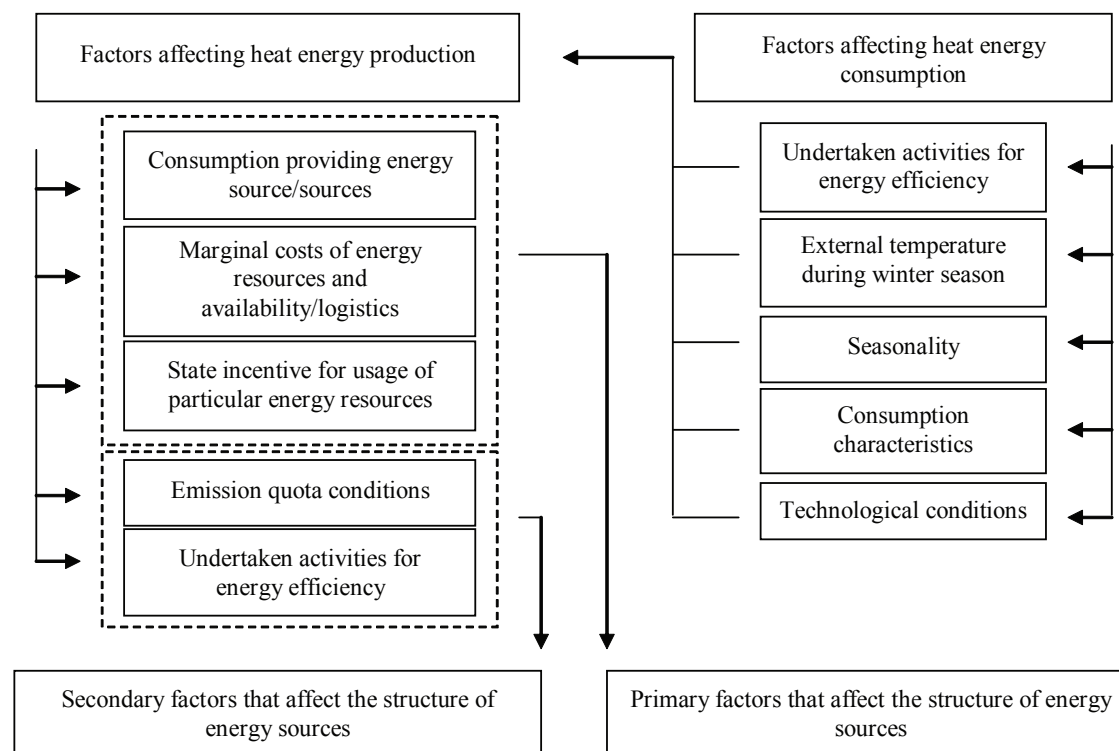 Factors affecting heat energy production
Factors affecting heat energy
consumption
Consumption providing energy
source/sources
Marginal costs of energy
resources and
availability/logistics
State incentive for usage of
particular energy resources
Emission quota conditions
Undertaken activities for
energy efficiency
Undertaken activities for
energy efficiency
External temperature
during winter season
Seasonality
Consumption
characteristics
Technological conditions
Secondary factors that affect the structure of
energy sources
Primary factors that affect the structure of energy
sources